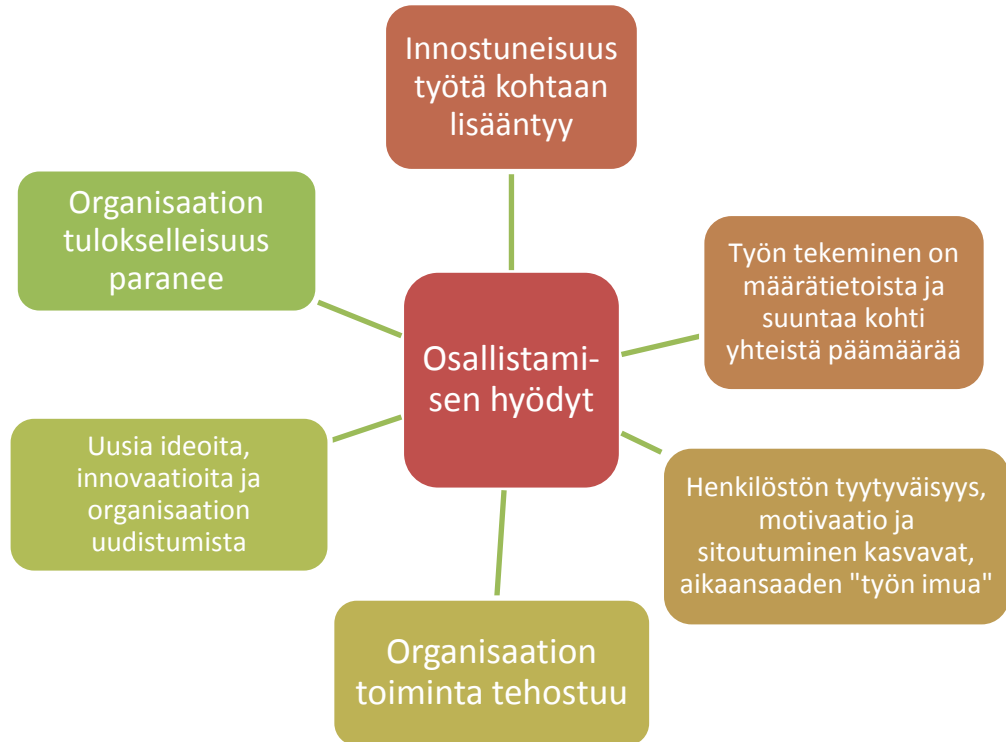 Innostuneisuus
työtä kohtaan
lisääntyy
Työn tekeminen on
määrätietoista ja
suuntaa kohti
yhteistä päämäärää
Henkilöstön tyytyväisyys,
motivaatio ja
sitoutuminen kasvavat,
aikaansaaden "työn imua"
Organisaation
toiminta tehostuu
Uusia ideoita,
innovaatioita ja
organisaation
uudistumista
Organisaation
tulokselleisuus
paranee
Osallistami-
sen hyödyt